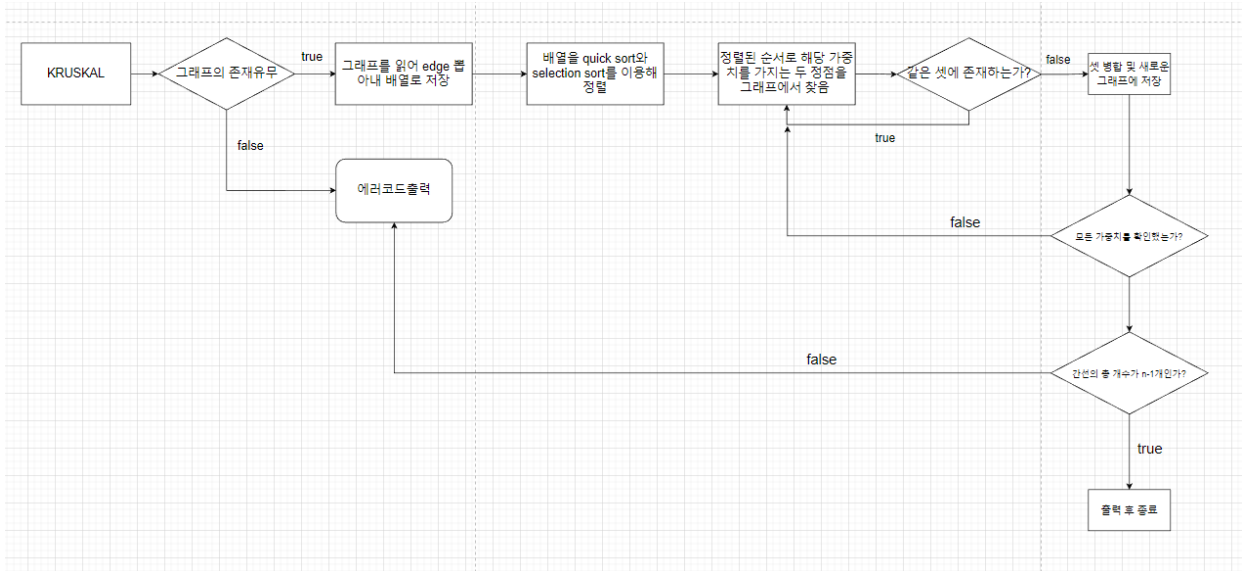 KRUSKAL
그래프의 존재유무
true
false
그래프를 읽어 edge 뽑
아내 배열로 저장
에러코드출력
배열을 quick sort와
selection sort를 이용해
정렬
정렬된 순서로 해당 가중
치를 가지는 두 정점을
그래프에서 찾음
같은 셋에 존재하는가?
true
false
셋 병합 및 새로운
그래프에 저장
모든 가중치를 확인했는가?
false
간선의 총 개수가 n-1개인가?
false
true
출력 후 종료